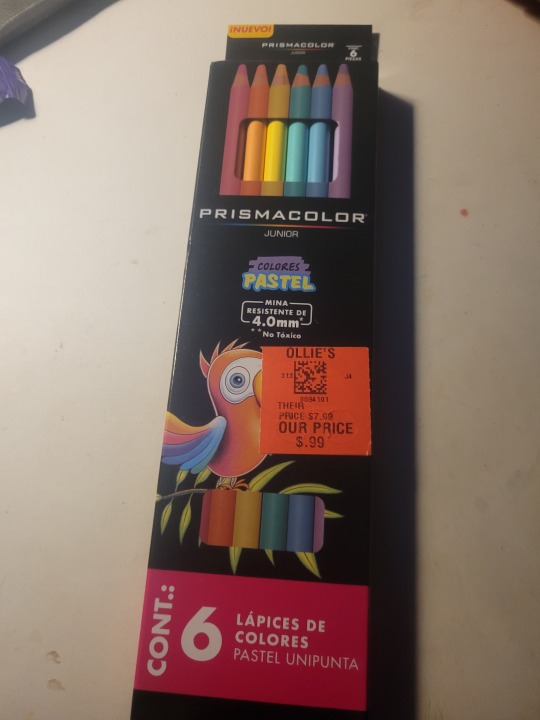 ¡NUEVO!
PRISMACOLOR
JUNIOR
6
PIEZAS
PRISMACOLOR
JUNIOR
COLORES
PASTEL
MINA
RESISTENTE DE
4.0mm*
**No Tóxico
OLLIE'S
THEIR
PRICE $7.99
OUR PRICE
$.99
CONT.:
6
LÁPICES DE
COLORES
PASTEL UNIPUNTA